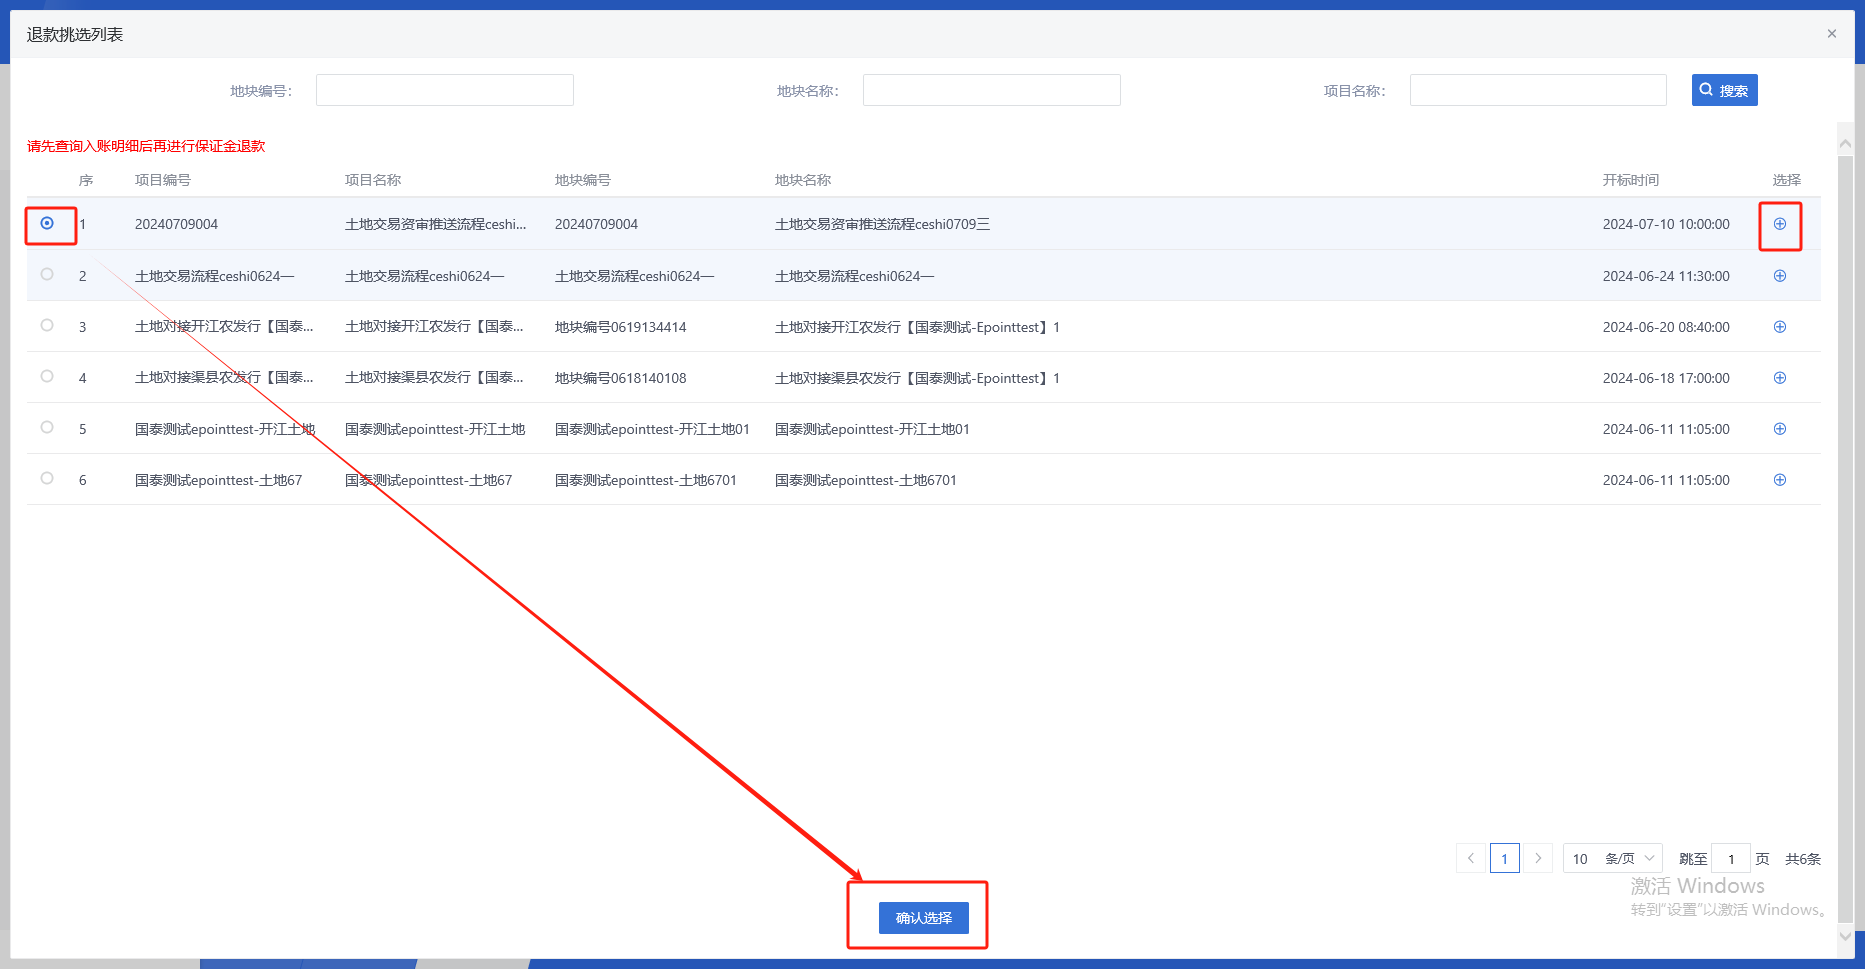 退款挑选列表
地块编号： 地块名称： 项目名称： 搜索
请先查询入账明细后再进行保证金退款
序 项目编号 项目名称 地块编号 地块名称 开标时间 选择
1 20240709004 土地交易资审推送流程ceshi... 20240709004 土地交易资审推送流程ceshi0709三 2024-07-10 10:00:00
2 土地交易流程ceshi0624一 土地交易流程ceshi0624一 土地交易流程ceshi0624一 土地交易流程ceshi0624一 2024-06-24 11:30:00
3 土地对接开江农发行【国泰... 土地对接开江农发行【国泰... 地块编号0619134414 土地对接开江农发行【国泰测试-Epointtest】1 2024-06-20 08:40:00
4 土地对接渠县农发行【国泰... 土地对接渠县农发行【国泰... 地块编号0618140108 土地对接渠县农发行【国泰测试-Epointtest】1 2024-06-18 17:00:00
5 国泰测试epointtest-开江土地 国泰测试epointtest-开江土地 国泰测试epointtest-开江土地01 国泰测试epointtest-开江土地01 2024-06-11 11:05:00
6 国泰测试epointtest-土地67 国泰测试epointtest-土地67 国泰测试epointtest-土地6701 国泰测试epointtest-土地6701 2024-06-11 11:05:00
1 10 条/页 跳至 1 页 共6条
激活 Windows
转到"设置"以激活 Windows。
确认选择